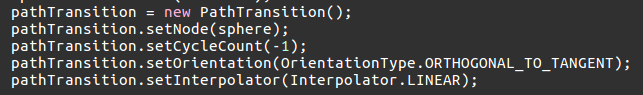 pathTransition = new PathTransition();
pathTransition.setNode(sphere);
pathTransition.setCycleCount(-1);
pathTransition.setOrientation(OrientationType.ORTHOGONAL_TO_TANGENT);
pathTransition.setInterpolator(Interpolator.LINEAR);